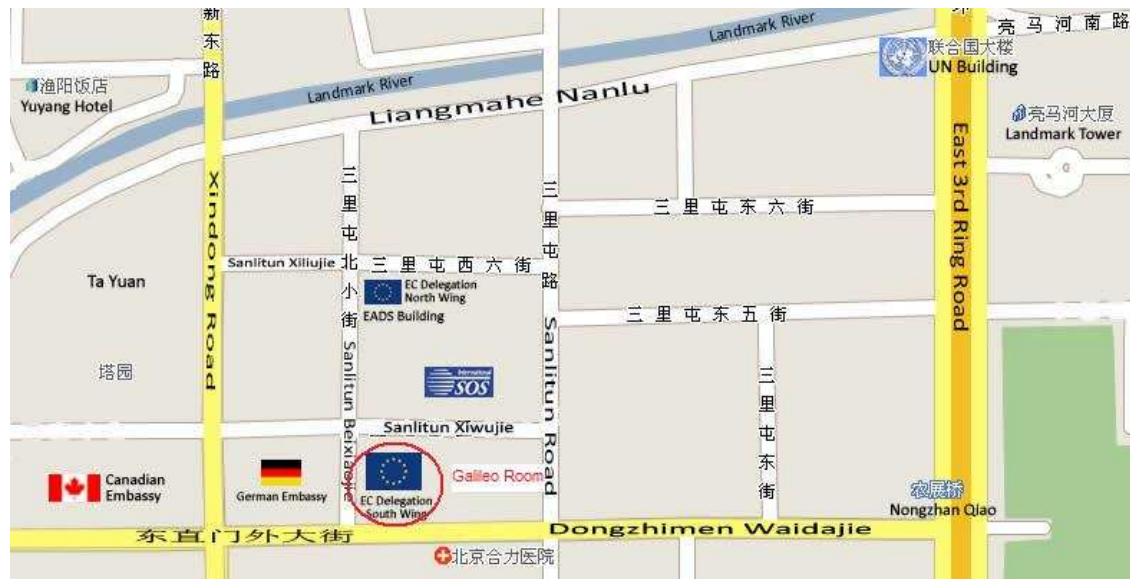 新东路
Landmark River
亮马河南路
联合国大楼
UN Building
渔阳饭店
Yuyang Hotel
Landmark River
Liangmahe Nanlu
亮马河大厦
Landmark Tower
East 3rd Ring Road
三里屯北小街
三里屯路
三里屯东六街
Xindong Road
Sanlitun Xiliujie
三里屯西六街
Ta Yuan
EC Delegation
North Wing
EADS Building
三里屯东五街
Sanlitun Road
Sanlitun Beixiaojie
塔园
International
SOS
三里屯东街
Sanlitun Xiwujie
Canadian
Embassy
German Embassy
Galileo Room
EC Delegation
South Wing
农展桥
Nongzhan Qiao
东直门外大街
Dongzhimen Waidajie
北京合力医院